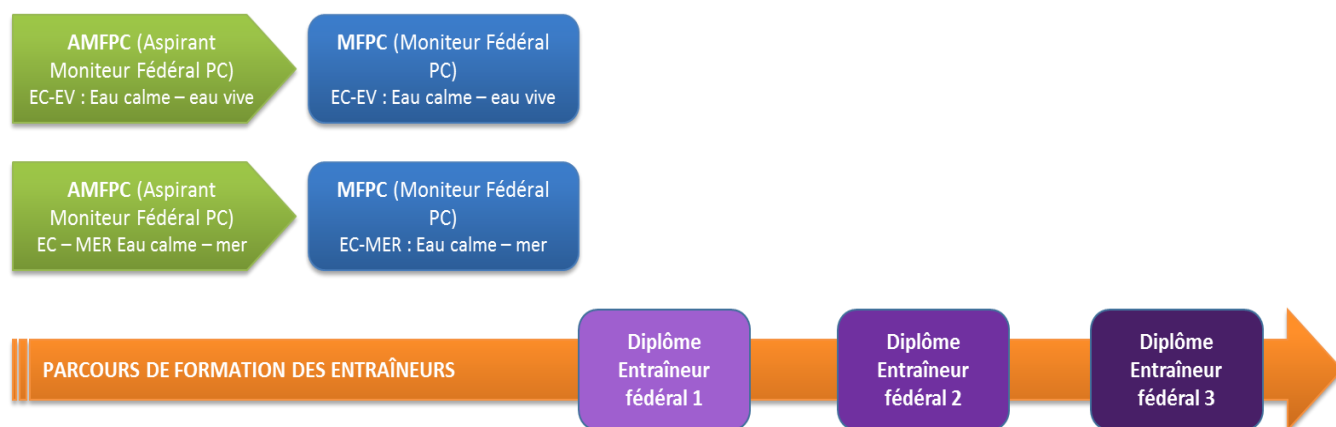 AMFPC (Aspirant
Moniteur Fédéral PC)
EC-EV : Eau calme – eau vive
MFPC (Moniteur Fédéral
PC)
EC-EV : Eau calme – eau vive
AMFPC (Aspirant
Moniteur Fédéral PC)
EC – MER Eau calme – mer
MFPC (Moniteur Fédéral
PC)
EC-MER : Eau calme – mer
PARCOURS DE FORMATION DES ENTRAÎNEURS
Diplôme
Entraîneur
fédéral 1
Diplôme
Entraîneur
fédéral 2
Diplôme
Entraîneur
fédéral 3